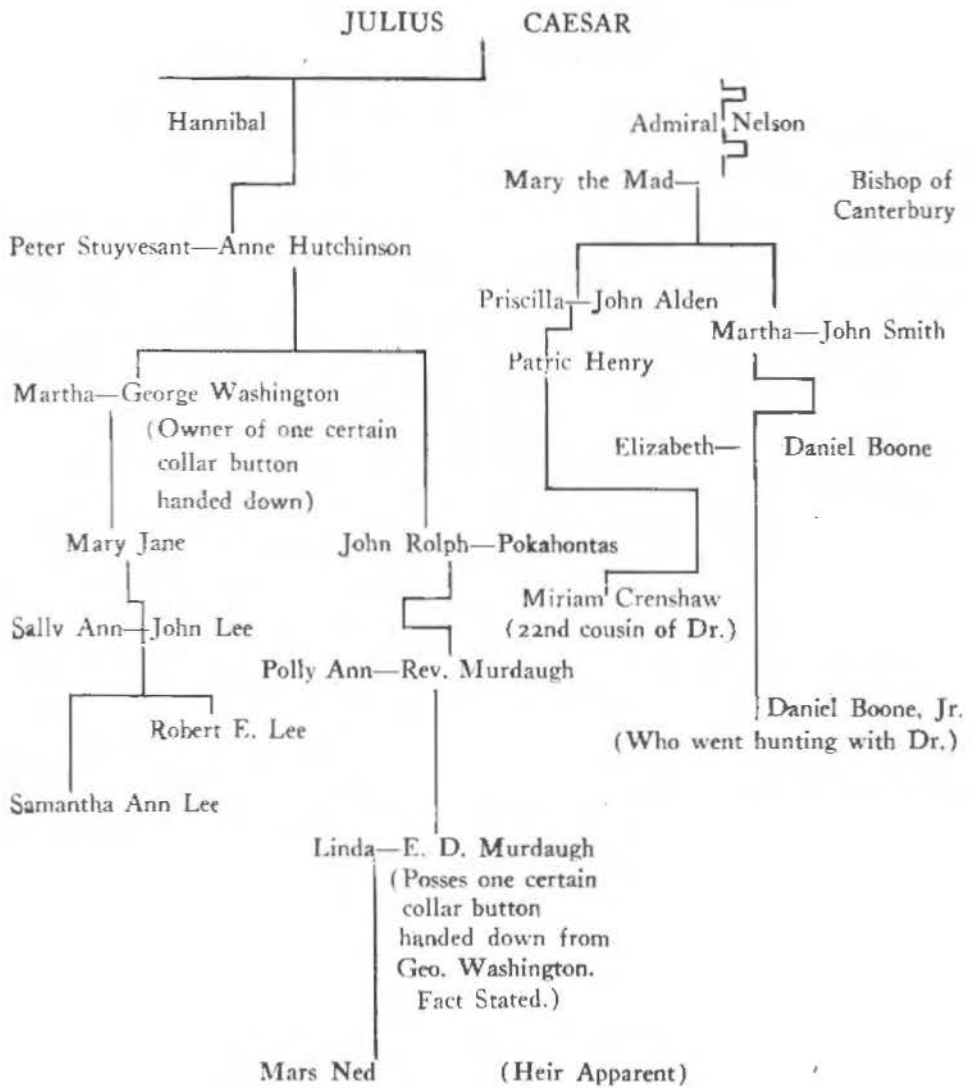 JULIUS CAESAR
Hannibal
Admiral Nelson
Mary the Mad—
Bishop of
Canterbury
Peter Stuyvesant—Anne Hutchinson
Priscilla—John Alden
Martha—John Smith
Patric Henry
Martha—George Washington
(Owner of one certain
collar button
handed down)
Elizabeth—
Daniel Boone
Mary Jane
John Rolph—Pokahontas
Miriam Crenshaw
(22nd cousin of Dr.)
Sally Ann—John Lee
Polly Ann—Rev. Murdaugh
Robert E. Lee
Daniel Boone, Jr.
(Who went hunting with Dr.)
Samantha Ann Lee
Linda—E. D. Murdaugh
(Posses one certain
collar button
handed down from
Geo. Washington.
Fact Stated.)
Mars Ned (Heir Apparent)